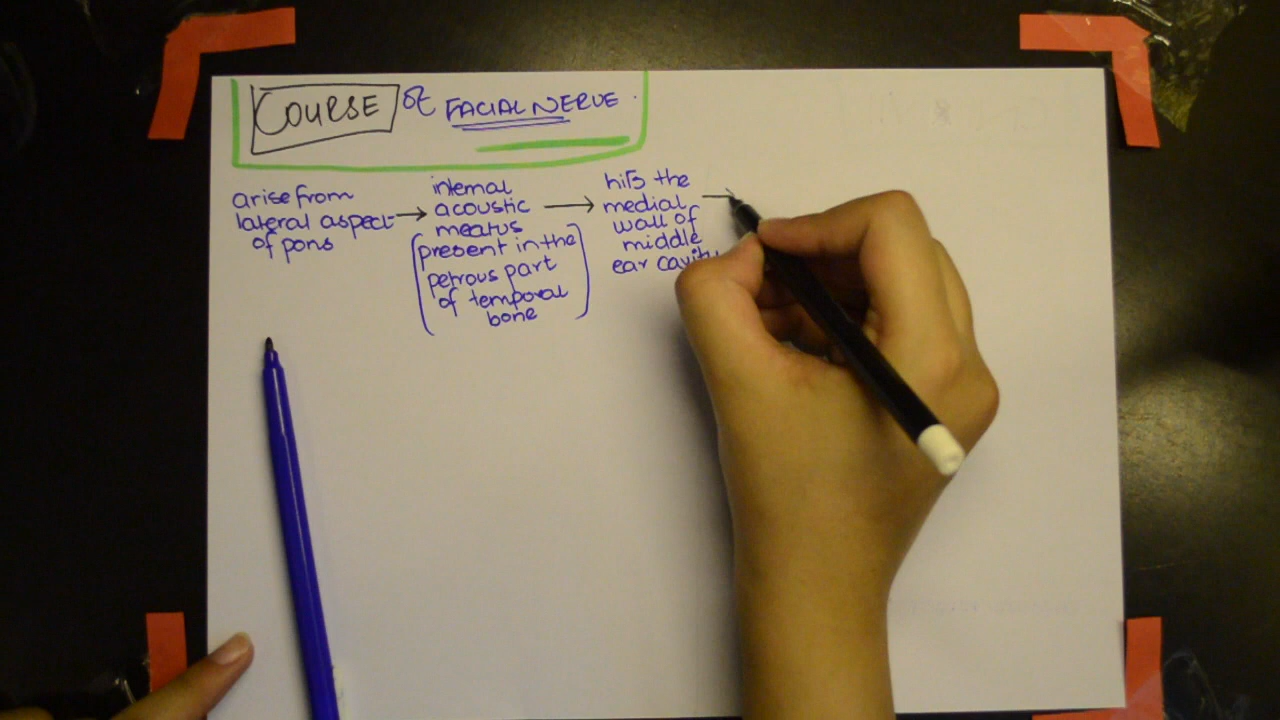 COURSE of FACIAL NERVE.
arise from
lateral aspect
of pons
internal
acoustic
meatus
(present in the
petrous part
of temporal
bone)
hits the
medial
wall of
middle
ear cavity